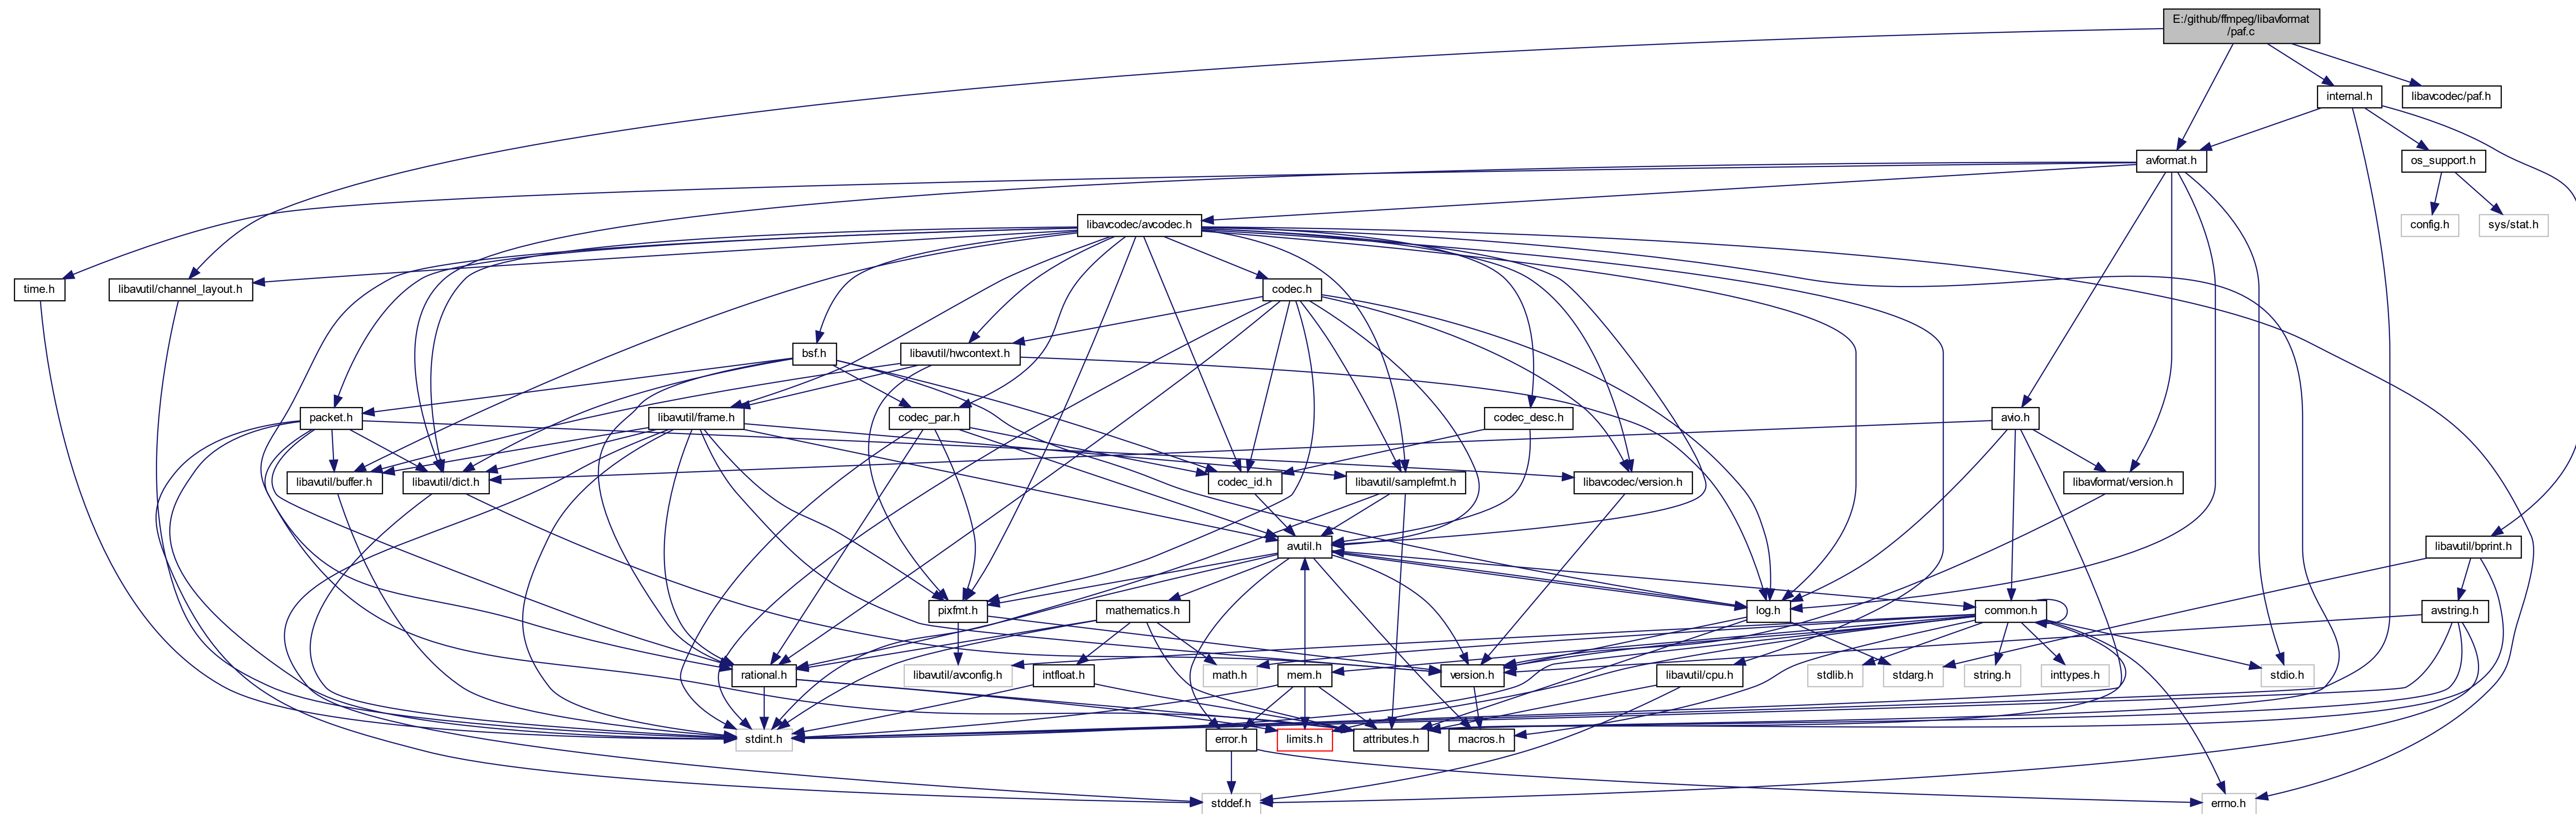 E:/github/ffmpeg/libavformat
/paf.c
internal.h
libavcodec/paf.h
avformat.h
os_support.h
libavcodec/avcodec.h
config.h
sys/stat.h
time.h
libavutil/channel_layout.h
codec.h
bsf.h
libavutil/hwcontext.h
packet.h
libavutil/frame.h
codec_par.h
codec_desc.h
avio.h
libavutil/buffer.h
libavutil/dict.h
codec_id.h
libavutil/samplefmt.h
libavcodec/version.h
libavformat/version.h
avutil.h
libavutil/bprint.h
pixfmt.h
mathematics.h
log.h
common.h
avstring.h
rational.h
libavutil/avconfig.h
intfloat.h
math.h
mem.h
version.h
libavutil/cpu.h
stdlib.h
stdarg.h
string.h
inttypes.h
stdio.h
stdint.h
error.h
limits.h
attributes.h
macros.h
stddef.h
errno.h